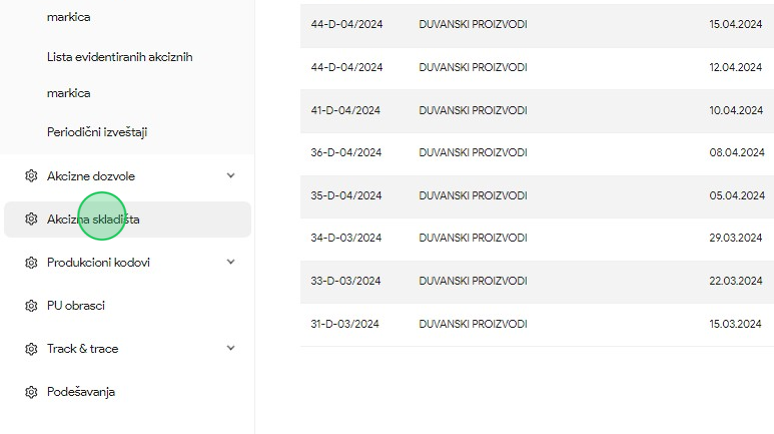 markica
Lista evidentiranih akciznih
markica
Periodični izveštaji
Akcizne dozvole
Akcizna skladišta
Produkcioni kodovi
PU obrasci
Track & trace
Podešavanja
44-D-04/2024 DUVANSKI PROIZVODI 15.04.2024
44-D-04/2024 DUVANSKI PROIZVODI 12.04.2024
41-D-04/2024 DUVANSKI PROIZVODI 10.04.2024
36-D-04/2024 DUVANSKI PROIZVODI 08.04.2024
35-D-04/2024 DUVANSKI PROIZVODI 05.04.2024
34-D-03/2024 DUVANSKI PROIZVODI 29.03.2024
33-D-03/2024 DUVANSKI PROIZVODI 22.03.2024
31-D-03/2024 DUVANSKI PROIZVODI 15.03.2024